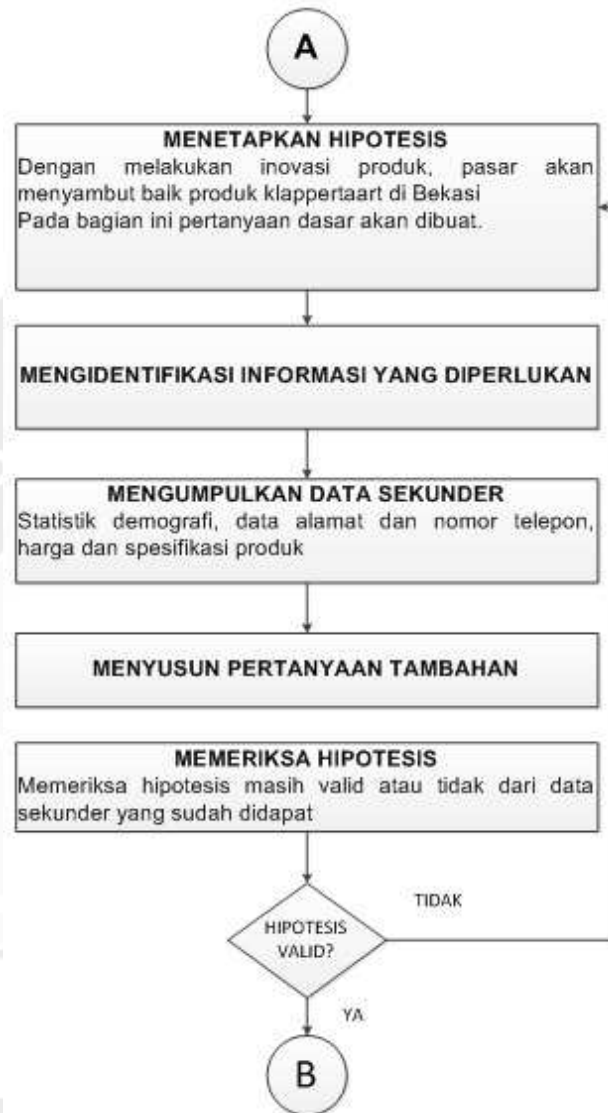 A
MENETAPKAN HIPOTESIS
Dengan melakukan inovasi produk, pasar akan
menyambut baik produk klappertaart di Bekasi
Pada bagian ini pertanyaan dasar akan dibuat.
MENGIDENTIFIKASI INFORMASI YANG DIPERLUKAN
MENGUMPULKAN DATA SEKUNDER
Statistik demografi, data alamat dan nomor telepon,
harga dan spesifikasi produk
MENYUSUN PERTANYAAN TAMBAHAN
MEMERIKSA HIPOTESIS
Memeriksa hipotesis masih valid atau tidak dari data
sekunder yang sudah didapat
TIDAK
HIPOTESIS
VALID?
YA
B